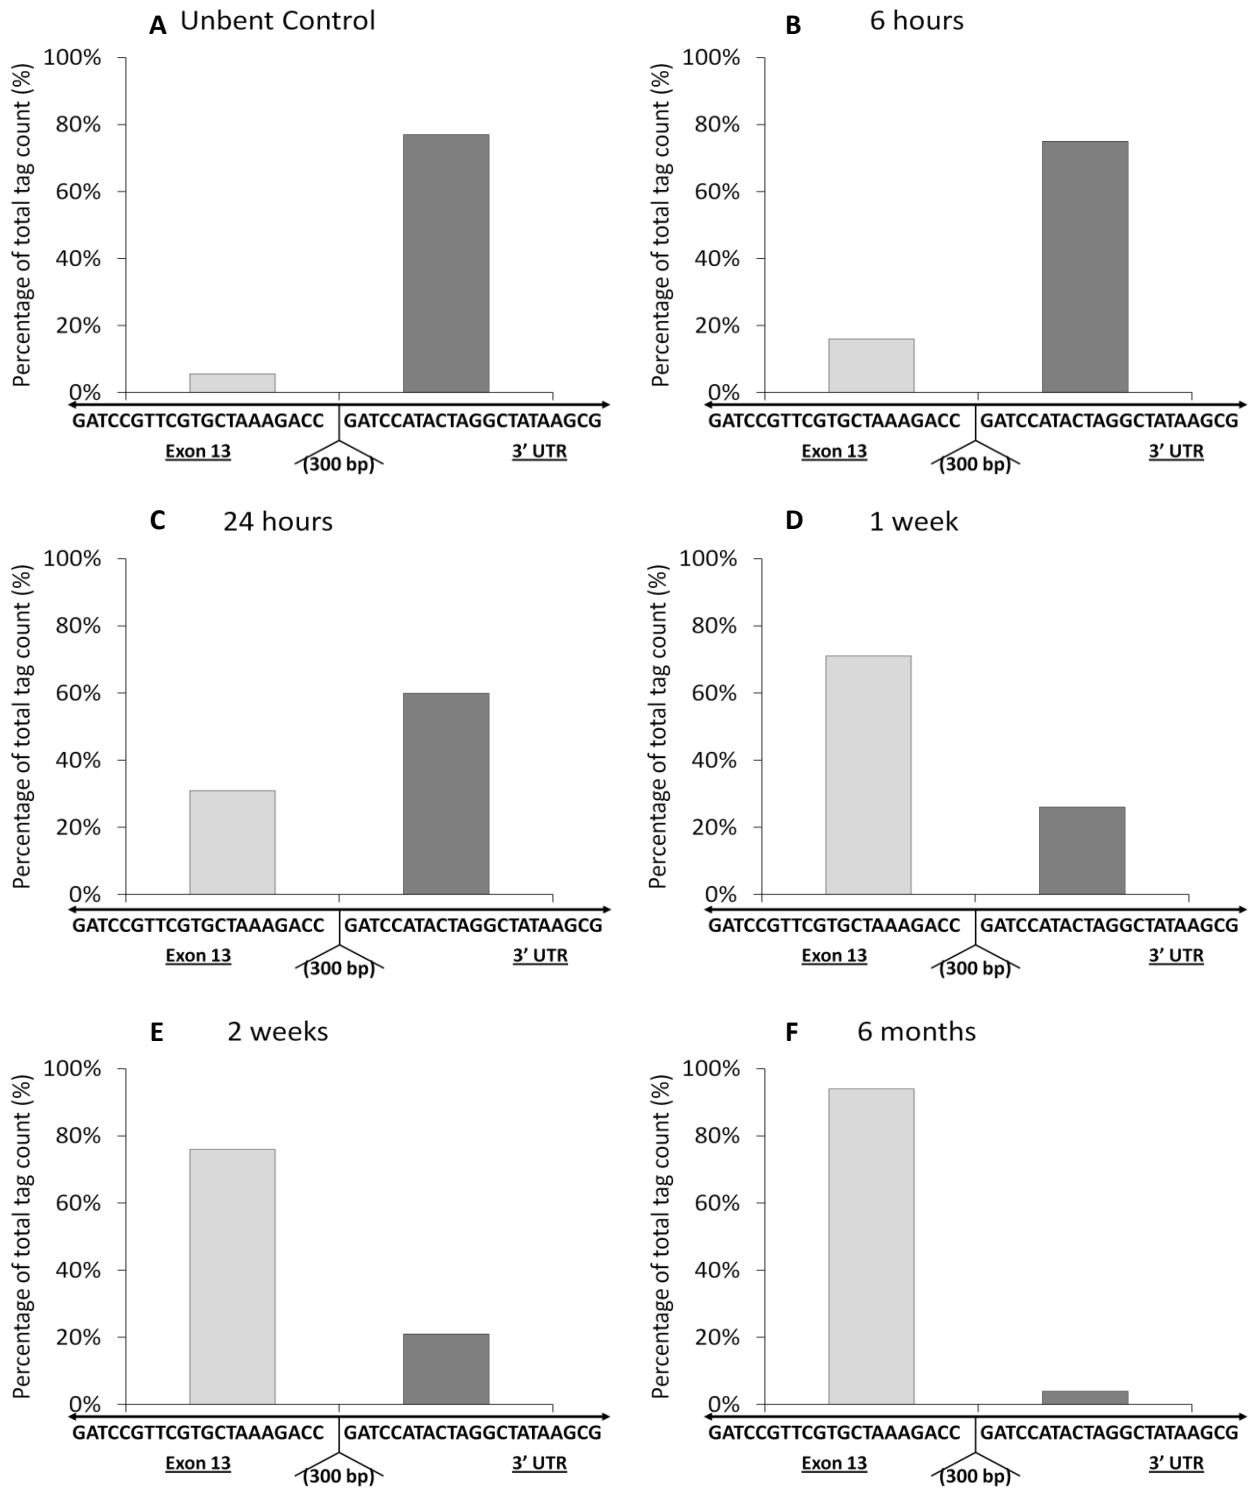 A Unbent Control
100%
80%
60%
40%
20%
0%
Percentage of total tag count (%)
GATCCGTTCGTGCTAAAGACC GATCCATACTAGGCTATAAGCG
Exon 13 (300 bp) 3’ UTR
B 6 hours
100%
80%
60%
40%
20%
0%
Percentage of total tag count (%)
GATCCGTTCGTGCTAAAGACC GATCCATACTAGGCTATAAGCG
Exon 13 (300 bp) 3’ UTR
C 24 hours
100%
80%
60%
40%
20%
0%
Percentage of total tag count (%)
GATCCGTTCGTGCTAAAGACC GATCCATACTAGGCTATAAGCG
Exon 13 (300 bp) 3’ UTR
D 1 week
100%
80%
60%
40%
20%
0%
Percentage of total tag count (%)
GATCCGTTCGTGCTAAAGACC GATCCATACTAGGCTATAAGCG
Exon 13 (300 bp) 3’ UTR
E 2 weeks
100%
80%
60%
40%
20%
0%
Percentage of total tag count (%)
GATCCGTTCGTGCTAAAGACC GATCCATACTAGGCTATAAGCG
Exon 13 (300 bp) 3’ UTR
F 6 months
100%
80%
60%
40%
20%
0%
Percentage of total tag count (%)
GATCCGTTCGTGCTAAAGACC GATCCATACTAGGCTATAAGCG
Exon 13 (300 bp) 3’ UTR